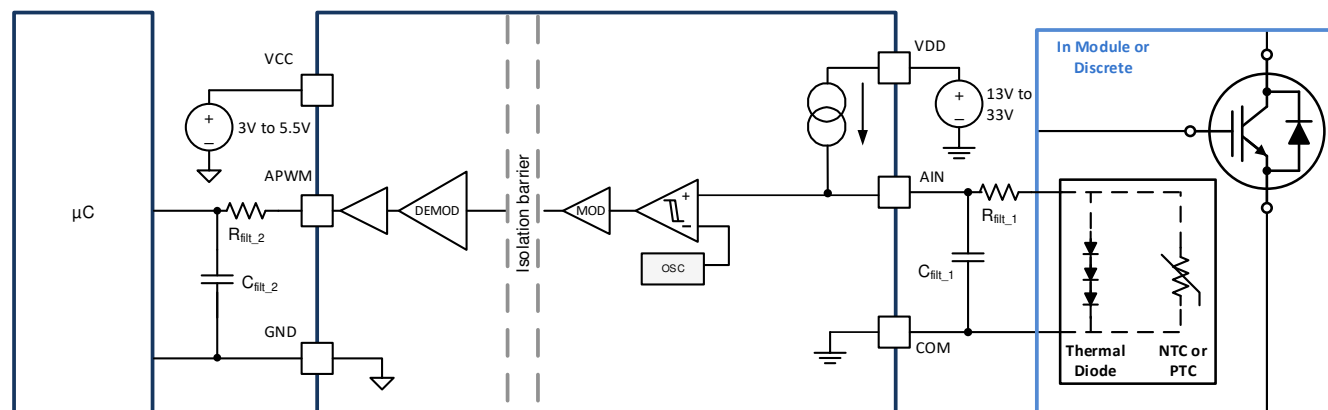 µC
VCC
+
−
3V to 5.5V
APWM
Rfilt_2
Cfilt_2
GND
DEMOD
Isolation barrier
MOD
+
−
OSC
VDD
+
−
13V to
33V
AIN
Rfilt_1
Cfilt_1
COM
In Module or
Discrete
Thermal
Diode
NTC or
PTC